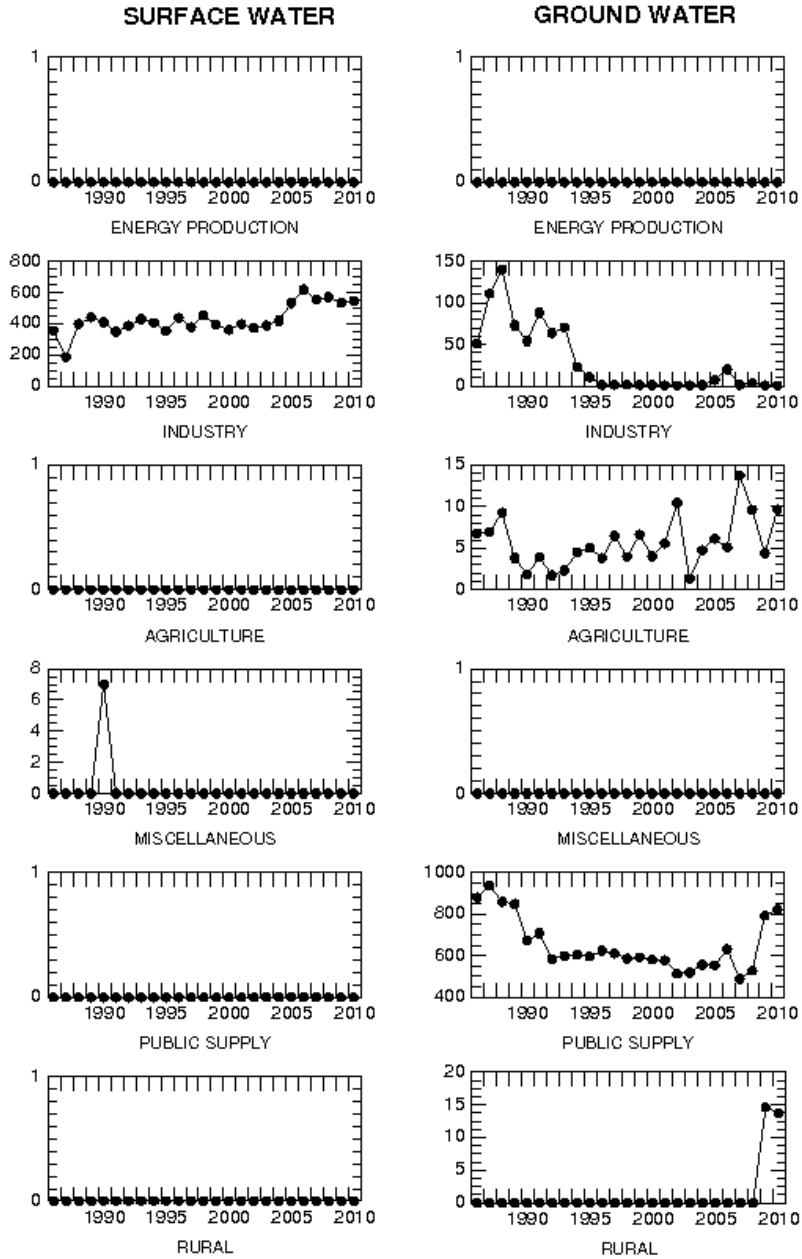 SURFACE WATER GROUND WATER
1 1
0 0
1990 1995 2000 2005 2010 1990 1995 2000 2005 2010
ENERGY PRODUCTION ENERGY PRODUCTION
800 150
600 100
400
200 50
0 0
1990 1995 2000 2005 2010 1990 1995 2000 2005 2010
INDUSTRY INDUSTRY
1 15
10
5
0 0
1990 1995 2000 2005 2010 1990 1995 2000 2005 2010
AGRICULTURE AGRICULTURE
8 1
6
4
2
0 0
1990 1995 2000 2005 2010 1990 1995 2000 2005 2010
MISCELLANEOUS MISCELLANEOUS
1 1000
800
600
0 400
1990 1995 2000 2005 2010 1990 1995 2000 2005 2010
PUBLIC SUPPLY PUBLIC SUPPLY
1 20
15
10
5
0 0
1990 1995 2000 2005 2010 1990 1995 2000 2005 2010
RURAL RURAL